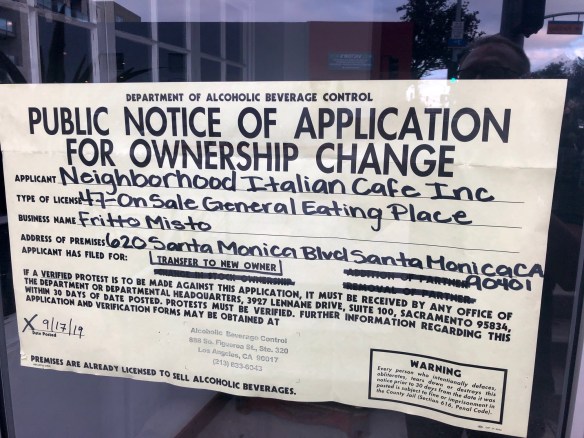 DEPARTMENT OF ALCOHOLIC BEVERAGE CONTROL
PUBLIC NOTICE OF APPLICATION
FOR OWNERSHIP CHANGE
APPLICANT Neighborhood Italian Cafe Inc
TYPE OF LICENSE 47-On Sale General Eating Place
BUSINESS NAME Fritto Misto
ADDRESS OF PREMISES 620 Santa Monica Blvd Santa Monica CA
90401
APPLICANT HAS FILED FOR: TRANSFER TO NEW OWNER
IF A VERIFIED PROTEST IS TO BE MADE AGAINST THIS APPLICATION, IT MUST BE RECEIVED BY ANY OFFICE OF
THE DEPARTMENT OR DEPARTMENTAL HEADQUARTERS, 3927 LENNANE DRIVE, SUITE 100, SACRAMENTO 95834,
WITHIN 30 DAYS OF DATE POSTED. PROTESTS MUST BE VERIFIED. FURTHER INFORMATION REGARDING THIS
APPLICATION AND VERIFICATION FORMS MAY BE OBTAINED AT
X 9/17/19
Date Posted
Alcoholic Beverage Control
Figueroa St., Ste. 320
Los Angeles, CA 90017
(213)
PREMISES ARE ALREADY LICENSED TO SELL ALCOHOLIC BEVERAGES.
WARNING
Every person who intentionally defaces,
obliterates, tears down or destroys this
notice prior to 30 days from the date it was
posted is subject to fine or imprisonment in
the County Jail (Section 616, Penal Code).